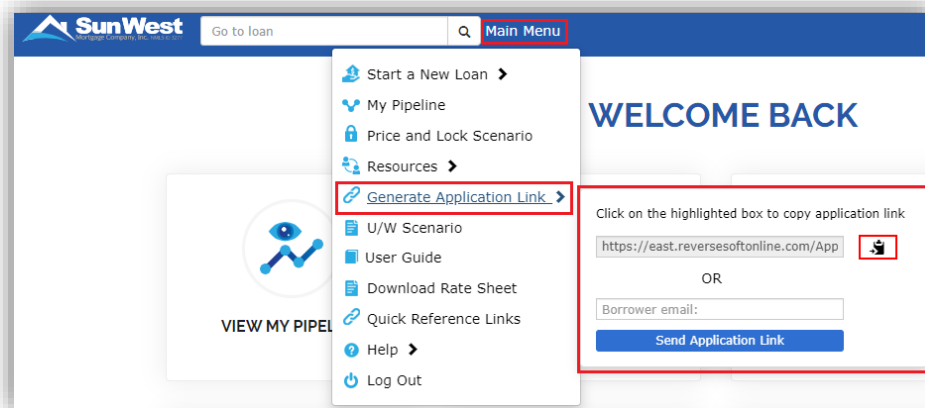 SunWest
Mortgage Company, Inc.
Go to loan
Main Menu
Start a New Loan
My Pipeline
Price and Lock Scenario
Resources
Generate Application Link
U/W Scenario
User Guide
Download Rate Sheet
Quick Reference Links
Help
Log Out
WELCOME BACK
VIEW MY PIPEL
Click on the highlighted box to copy application link
https://east.reversesoftonline.com/App
OR
Borrower email:
Send Application Link